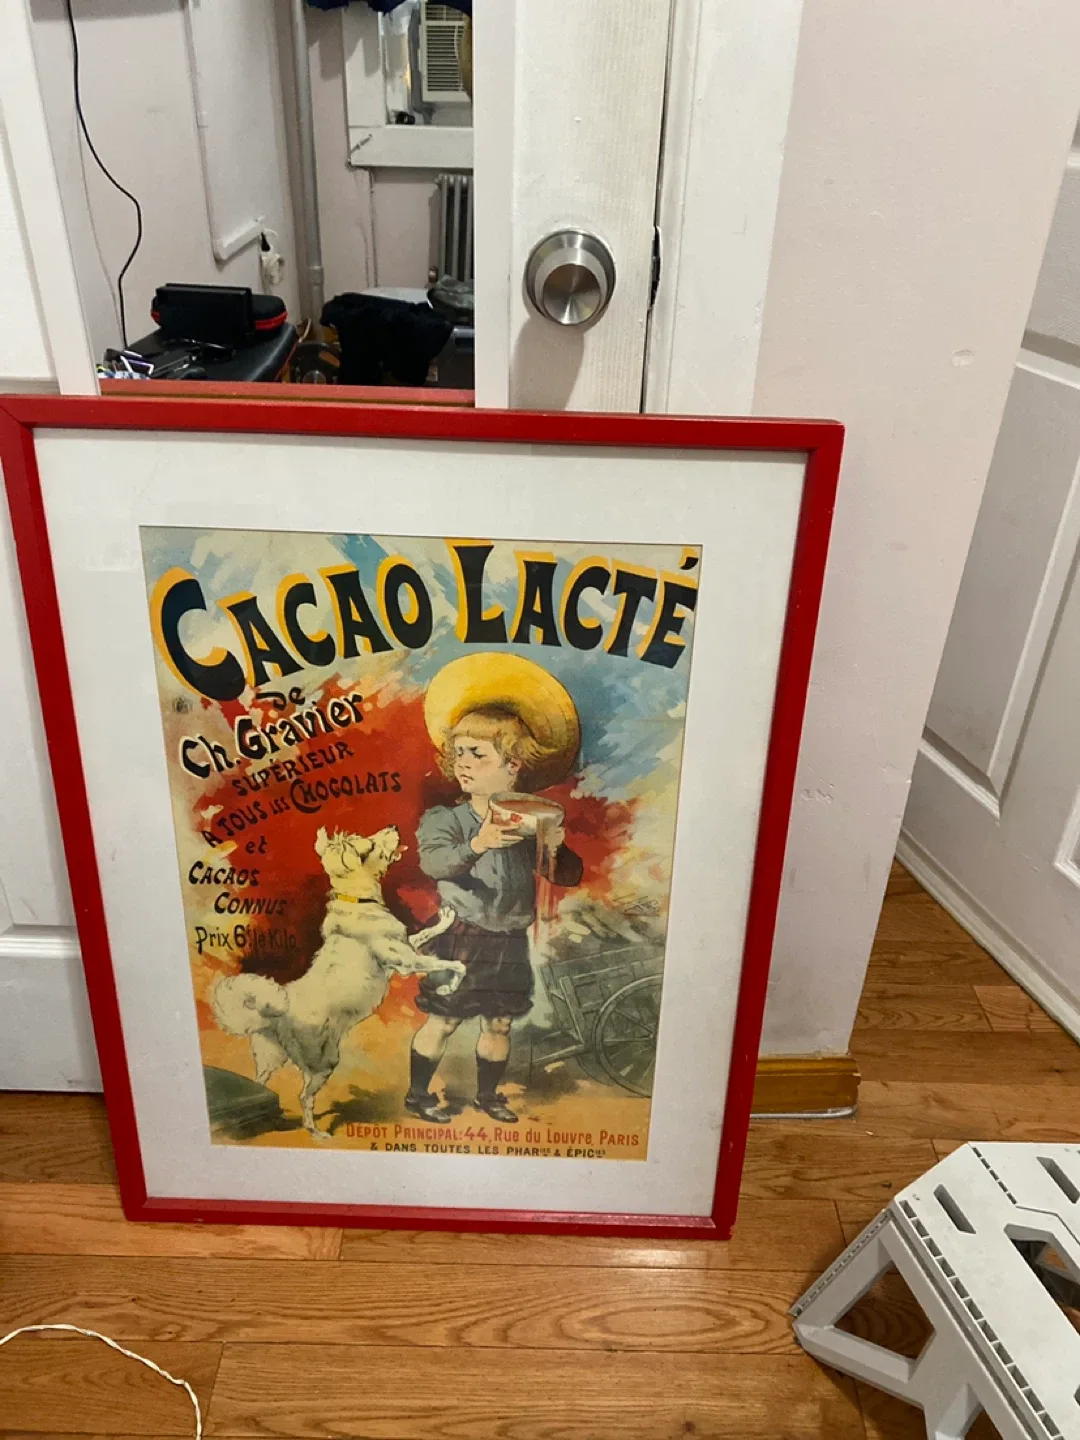 CACAO LACTÉ
de
Ch. Gravier
SUPÉRIEUR
A TOUS LES CHOCOLATS
et
CACAOS
CONNUS
Prix 6f. le Kilo
DÉPÔT PRINCIPAL: 44, Rue du Louvre, PARIS
& DANS TOUTES LES PHARIES & ÉPICIES